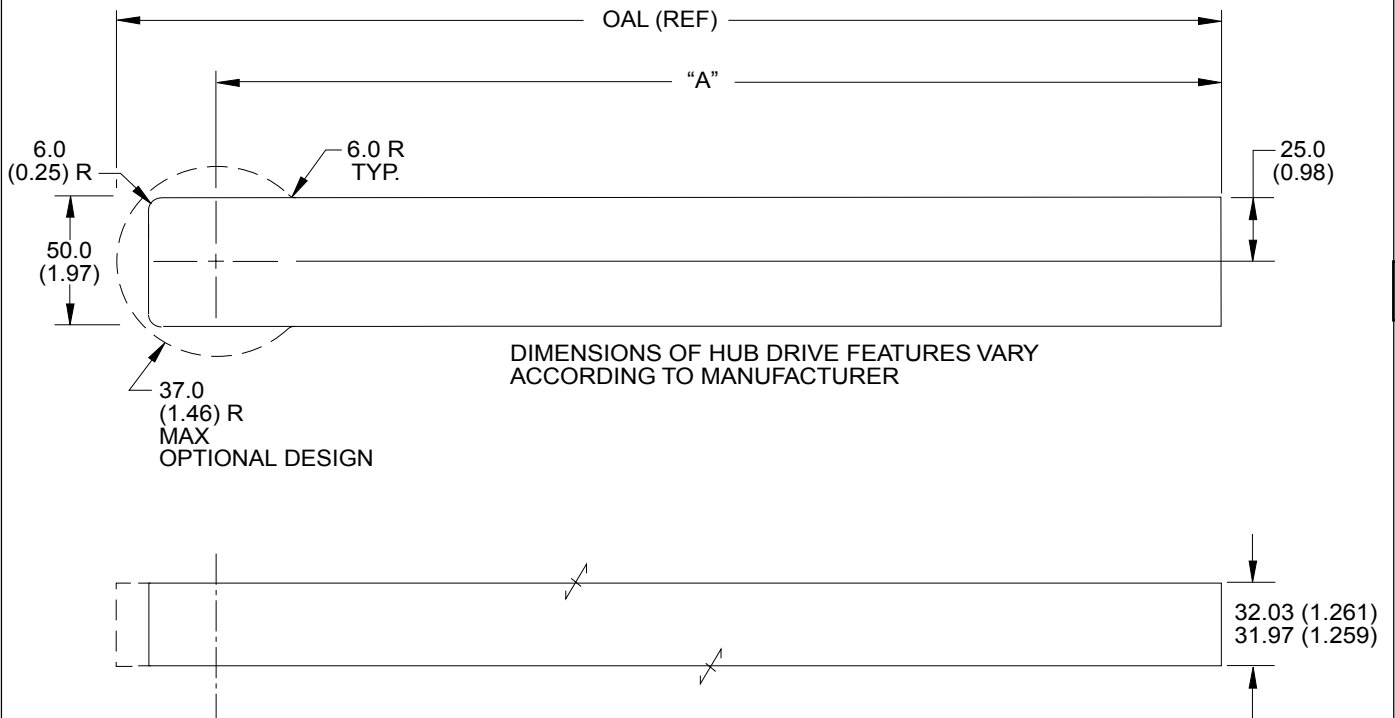 OAL (REF)
“A”
6.0
(0.25) R
6.0 R
TYP.
25.0
(0.98)
50.0
(1.97)
DIMENSIONS OF HUB DRIVE FEATURES VARY
ACCORDING TO MANUFACTURER
37.0
(1.46) R
MAX
OPTIONAL DESIGN
32.03 (1.261)
31.97 (1.259)